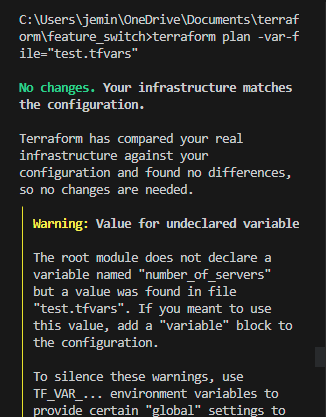 C:\Users\jemin\OneDrive\Documents\terraf
orm\feature_switch>terraform plan -var-f
ile="test.tfvars"
No changes. Your infrastructure matches
the configuration.
Terraform has compared your real
infrastructure against your
configuration and found no differences,
so no changes are needed.
Warning: Value for undeclared variable
The root module does not declare a
variable named "number_of_servers"
but a value was found in file
"test.tfvars". If you meant to use
this value, add a "variable" block to
the configuration.
To silence these warnings, use
TF_VAR_... environment variables to
provide certain "global" settings to